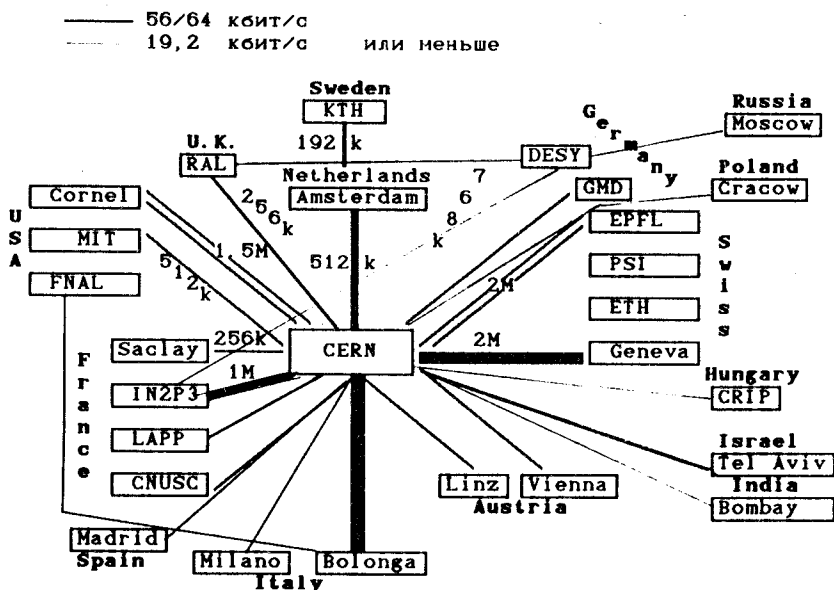 56/64 кбит/с
19,2 кбит/с или меньше
Sweden
KTH
192 k
U.K.
RAL
Germany
DESY
Russia
Moscow
Netherlands
Amsterdam
768k
GMD
Poland
Cracow
USA
Cornel
MIT
FNAL
256k
1,5M
512k
512 k
EPFL
PSI
ETH
Geneva
Swiss
2M
2M
CERN
France
Saclay
256k
IN2P3
1M
LAPP
CNUSC
Hungary
CRIP
Israel
Tel Aviv
India
Bombay
Linz
Vienna
Austria
Madrid
Spain
Milano
Bolonga
Italy